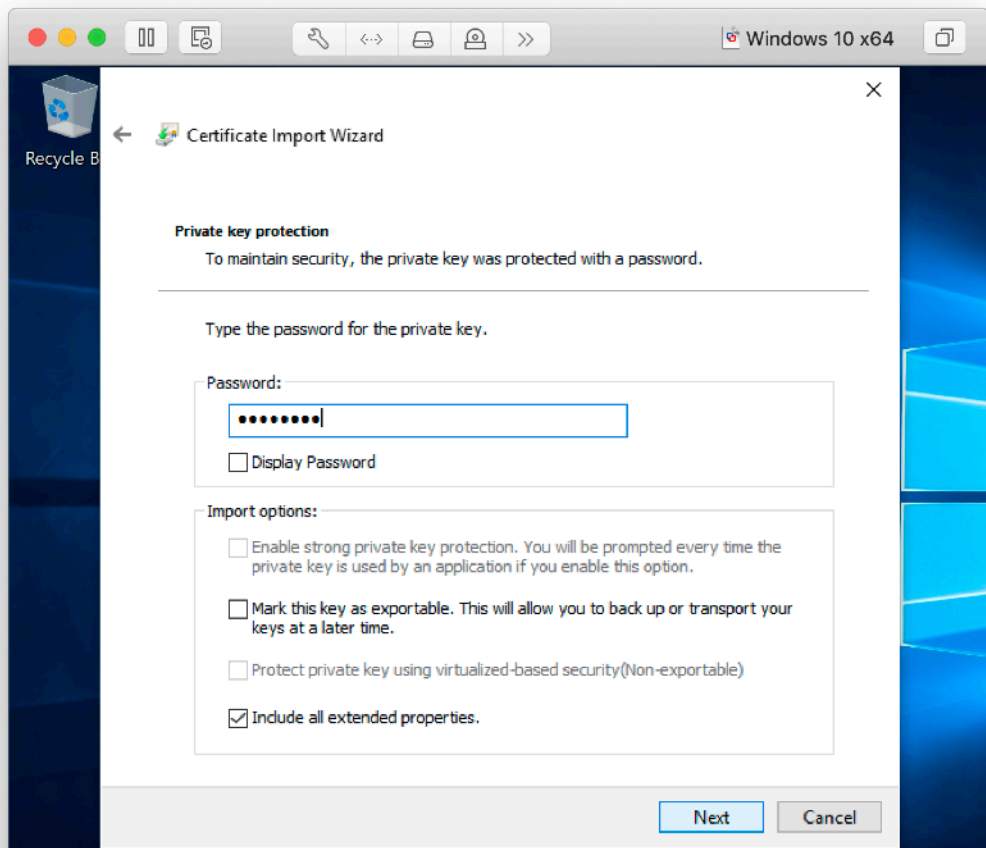 Windows 10 x64
Recycle B
Certificate Import Wizard
Private key protection
To maintain security, the private key was protected with a password.
Type the password for the private key.
Password:
••••••••
Display Password
Import options:
Enable strong private key protection. You will be prompted every time the
private key is used by an application if you enable this option.
Mark this key as exportable. This will allow you to back up or transport your
keys at a later time.
Protect private key using virtualized-based security(Non-exportable)
Include all extended properties.
Next
Cancel